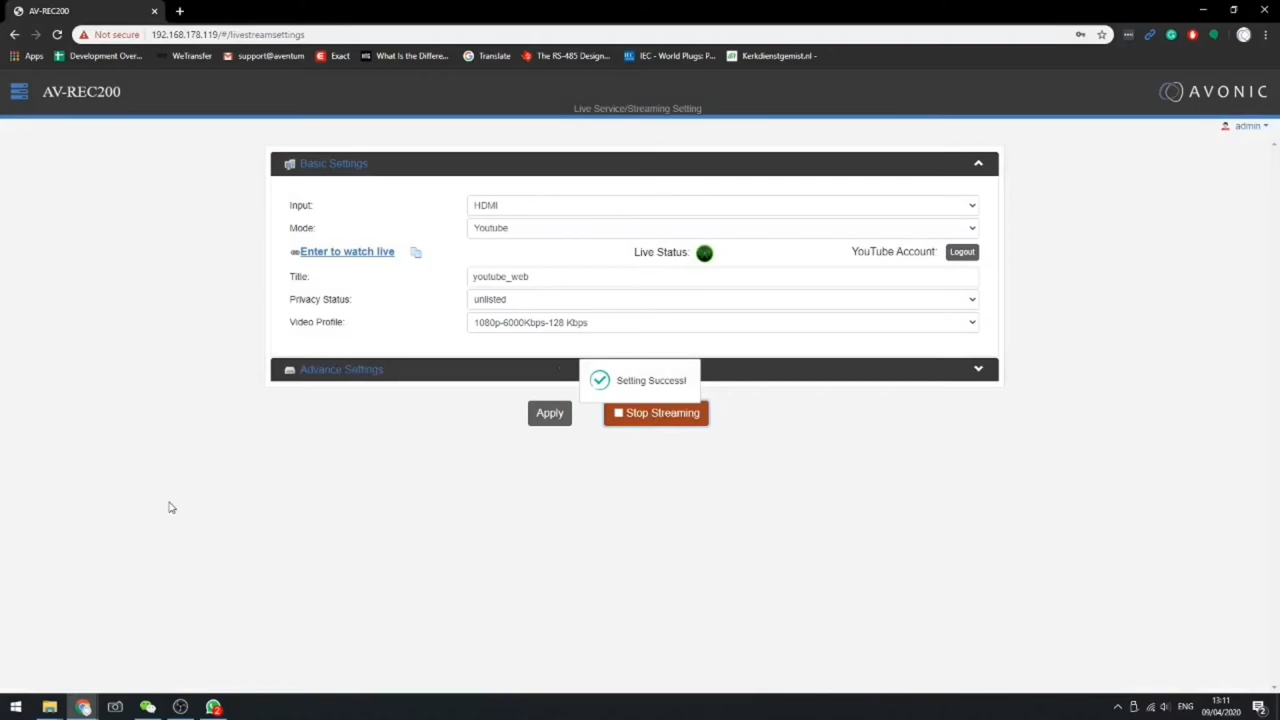 AV-REC200
Not secure 192.168.178.119/#/livestreamsettings
Apps Development Over... WeTransfer support@aventum Exact What Is the Differe... Translate The RS-485 Design... IEC - World Plugs: P... Kerkdienstgemist.nl -
AV-REC200
AVONIC
Live Service/Streaming Setting
admin
Basic Settings
Input: HDMI
Mode: Youtube
Enter to watch live Live Status: YouTube Account: Logout
Title: youtube_web
Privacy Status: unlisted
Video Profile: 1080p-6000Kbps-128 Kbps
Advance Settings
Setting Success!
Apply Stop Streaming
ENG
13:11
09/04/2020
2
2